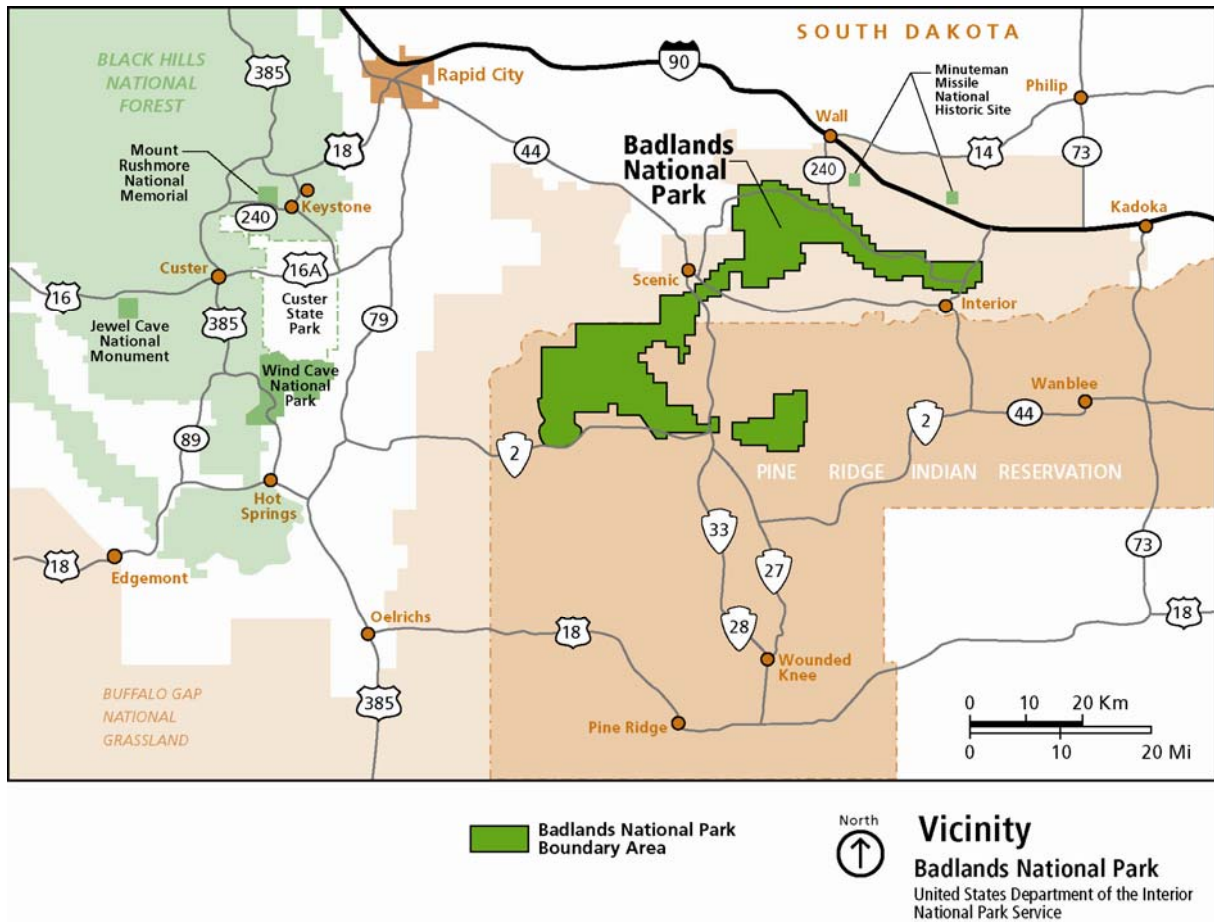 SOUTH DAKOTA
BLACK HILLS
NATIONAL
FOREST
385
Rapid City
90
Minuteman
Missile
National
Historic Site
Philip
Wall
18
44
14
73
Mount
Rushmore
National
Memorial
Badlands
National
Park
240
Keystone
240
Kadoka
Custer
16A
Scenic
16
Custer
State
Park
Interior
385
79
Jewel Cave
National
Monument
Wind Cave
National
Park
Wanblee
89
2
2
44
PINE RIDGE INDIAN RESERVATION
Hot
Springs
33
73
18
Edgemont
27
Oelrichs
18
28
18
Wounded
Knee
BUFFALO GAP
NATIONAL
GRASSLAND
385
Pine Ridge
0 10 20 Km
0 10 20 Mi
Badlands National Park
Boundary Area
North
Vicinity
Badlands National Park
United States Department of the Interior
National Park Service